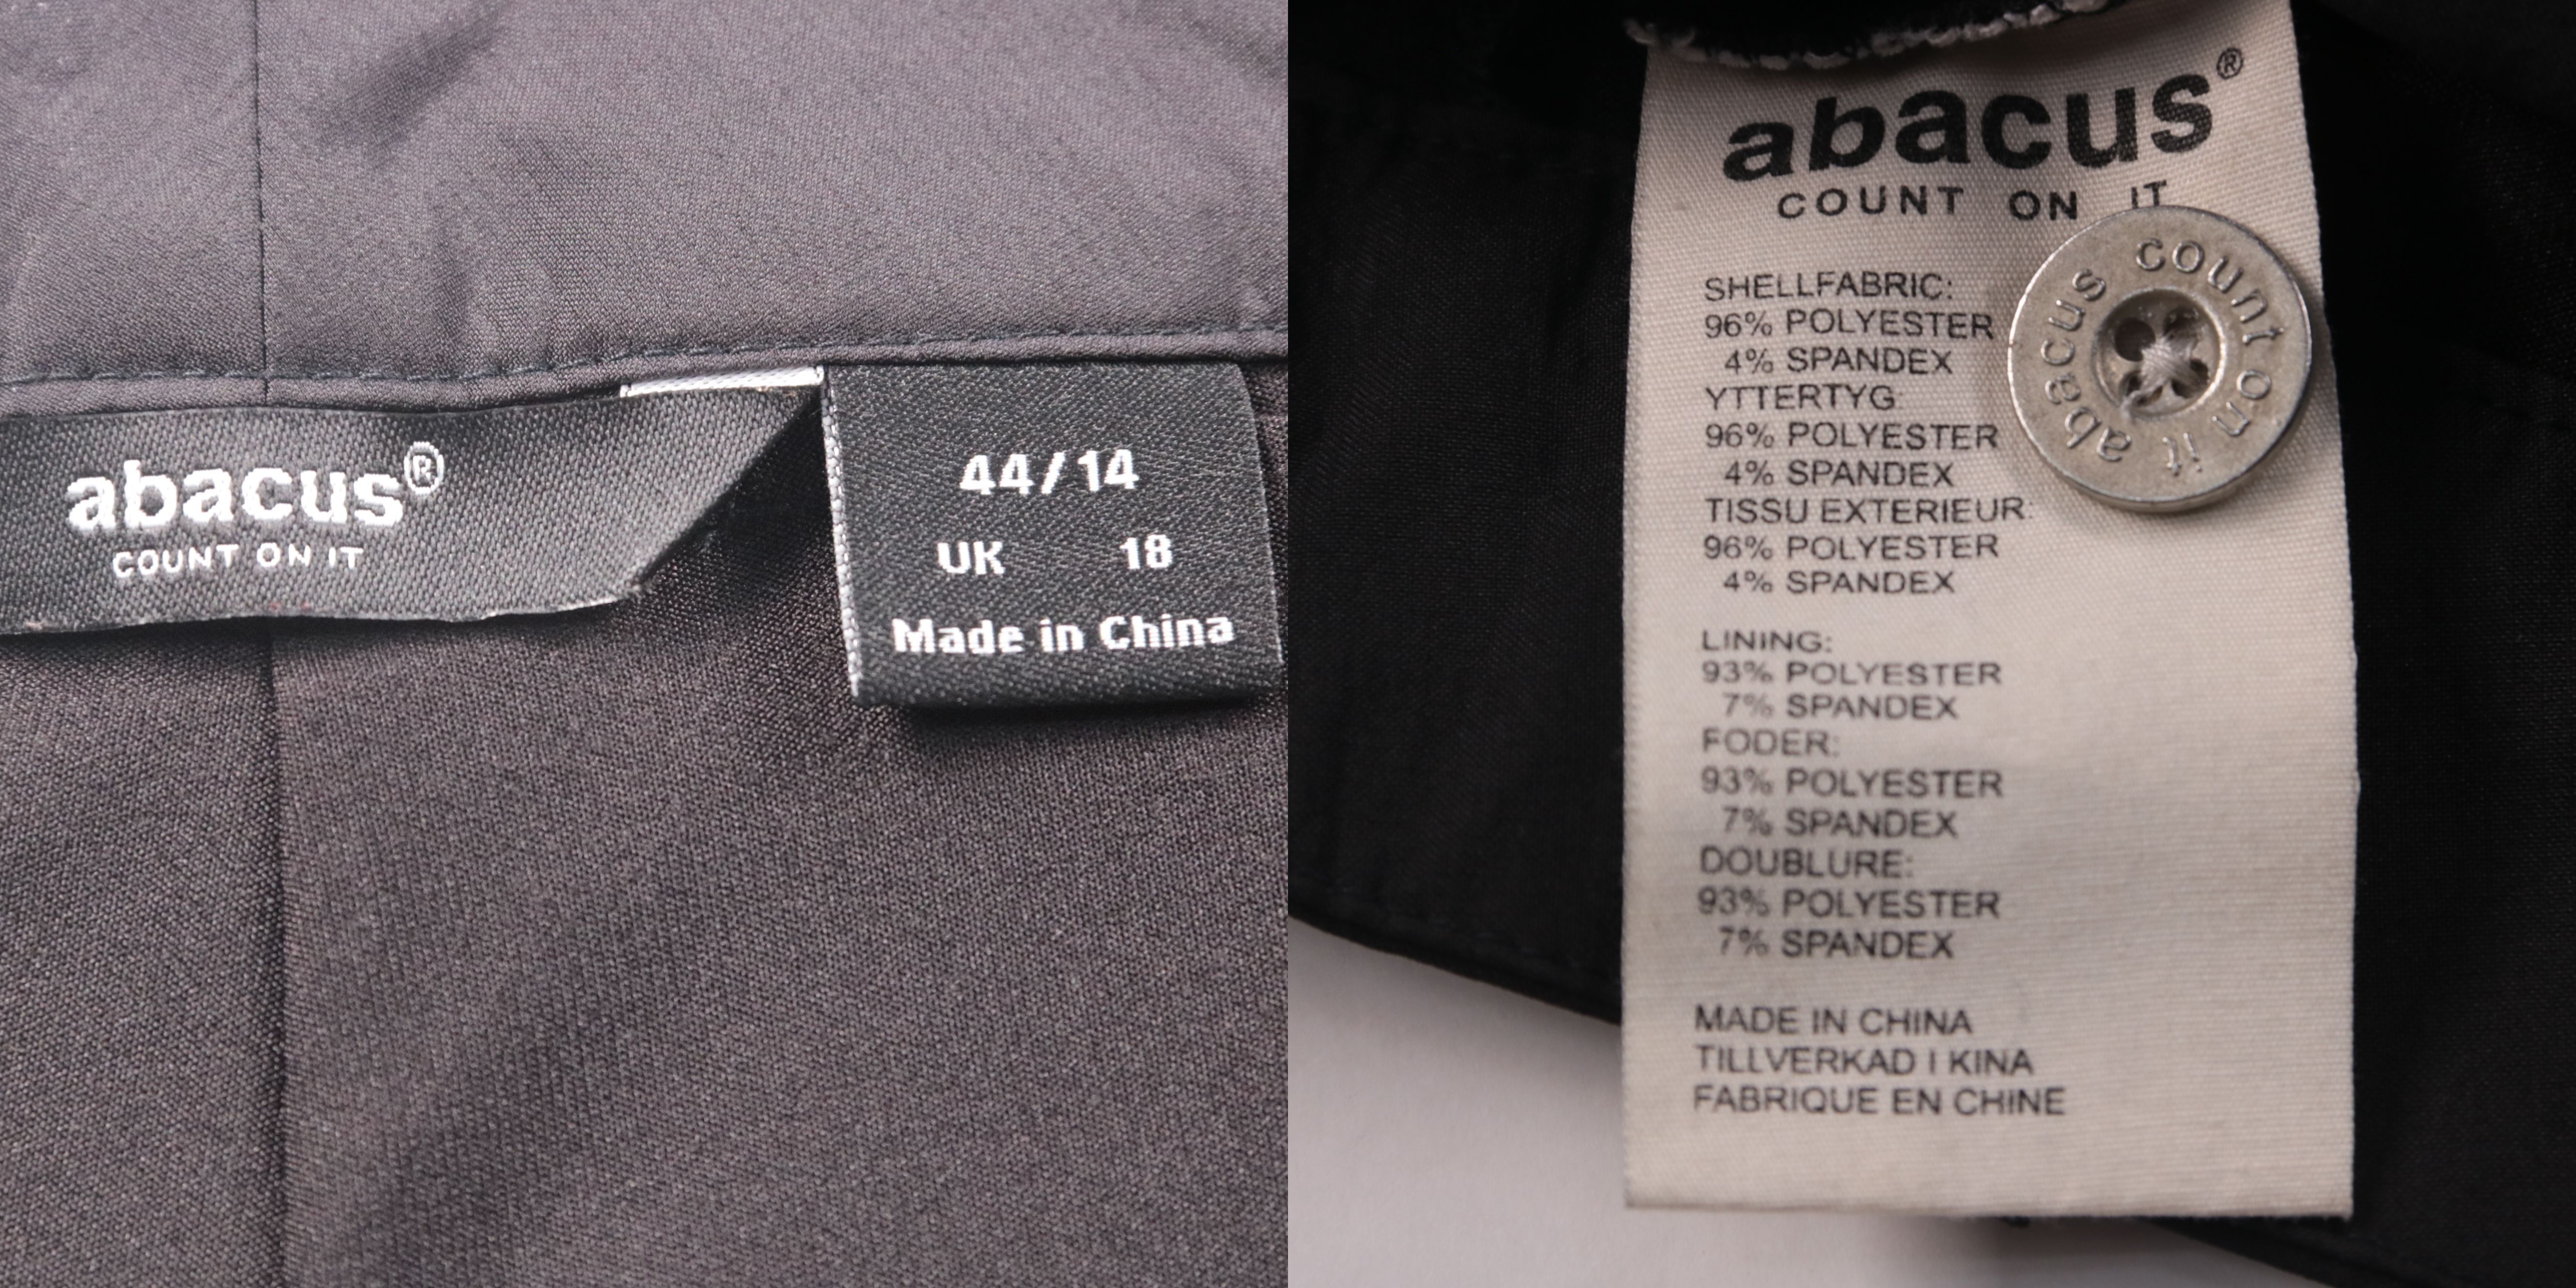 abacus®
COUNT ON IT
44/14
UK 18
Made in China
abacus®
COUNT ON IT
abacus count on it
SHELLFABRIC:
96% POLYESTER
4% SPANDEX
YTTERTYG:
96% POLYESTER
4% SPANDEX
TISSU EXTERIEUR:
96% POLYESTER
4% SPANDEX
LINING:
93% POLYESTER
7% SPANDEX
FODER:
93% POLYESTER
7% SPANDEX
DOUBLURE:
93% POLYESTER
7% SPANDEX
MADE IN CHINA
TILLVERKAD I KINA
FABRIQUE EN CHINE